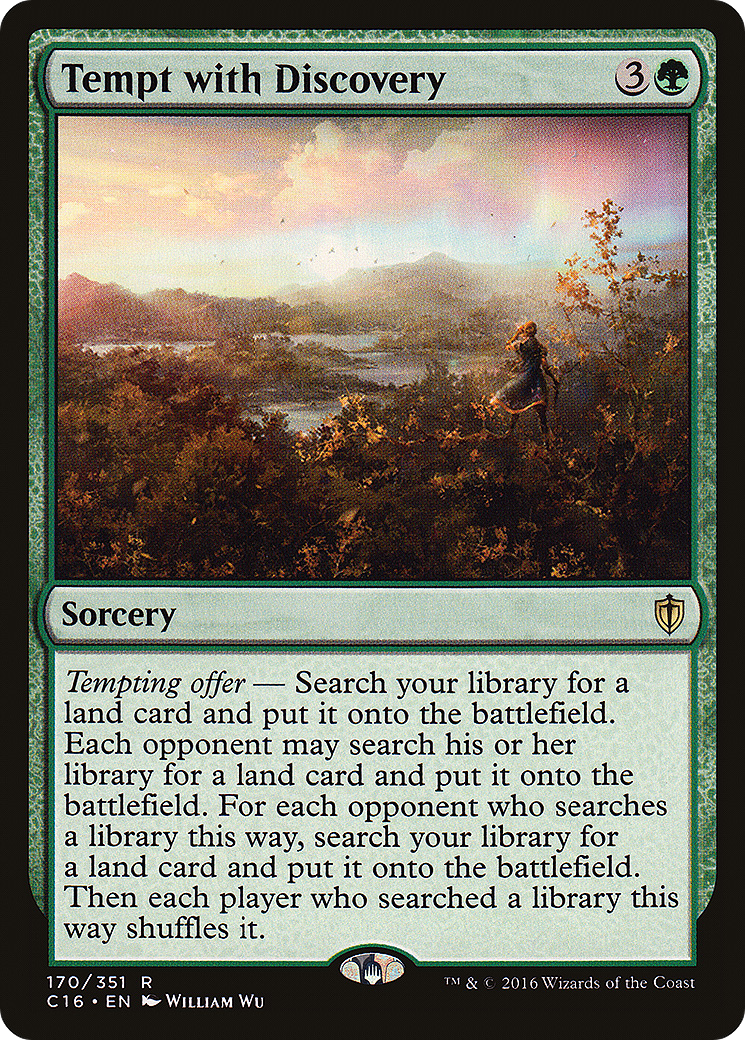 Tempt with Discovery 3
Sorcery
Tempting offer — Search your library for a
land card and put it onto the battlefield.
Each opponent may search his or her
library for a land card and put it onto the
battlefield. For each opponent who searches
a library this way, search your library for
a land card and put it onto the battlefield.
Then each player who searched a library this
way shuffles it.
170/351 R
C16 • EN William Wu
™ & © 2016 Wizards of the Coast